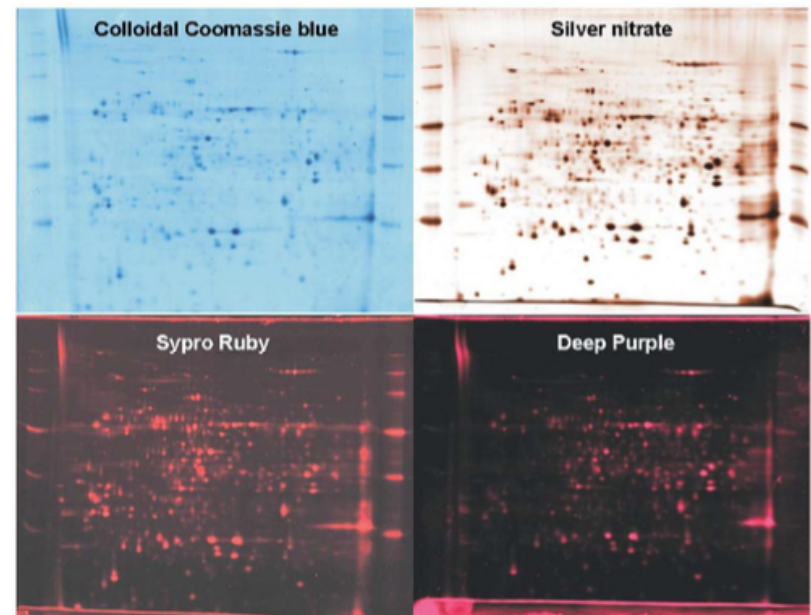 Colloidal Coomassie blue
Silver nitrate
Sypro Ruby
Deep Purple